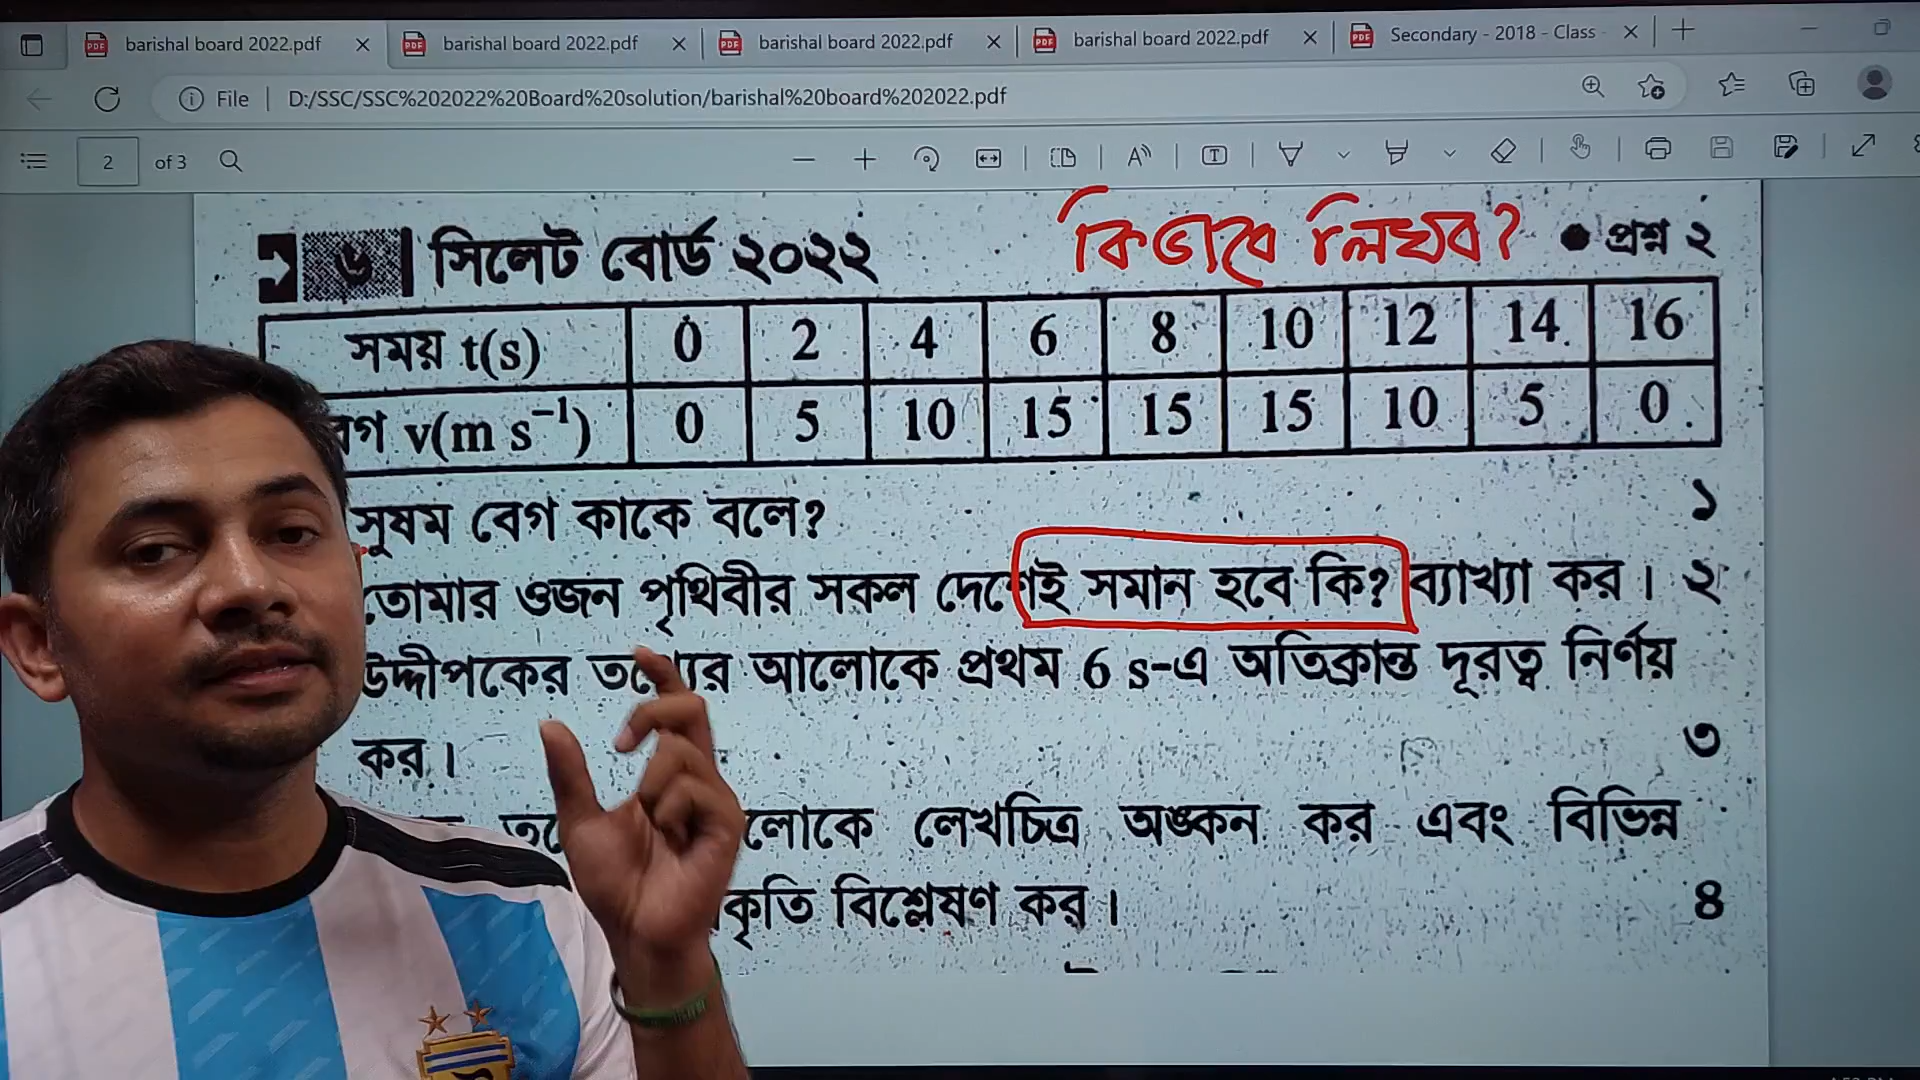 barishal board 2022.pdf barishal board 2022.pdf barishal board 2022.pdf barishal board 2022.pdf Secondary - 2018 - Class
File D:/SSC/SSC%202022%20Board%20solution/barishal%20board%202022.pdf
2 of 3
৬ সিলেট বোর্ড ২০২২ কিভাবে লিখব? ● প্রশ্ন ২
সময় t(s) 0 2 4 6 8 10 12 14 16
v(m s⁻¹) 0 5 10 15 15 15 10 5 0
সুষম বেগ কাকে বলে? ১
তোমার ওজন পৃথিবীর সকল দেশেই সমান হবে কি? ব্যাখ্যা কর। ২
উদ্দীপকের আলোকে প্রথম 6 s-এ অতিক্রান্ত দূরত্ব নির্ণয়
কর। ৩
লেখচিত্র অঙ্কন কর এবং বিভিন্ন
বিশ্লেষণ কর। ৪